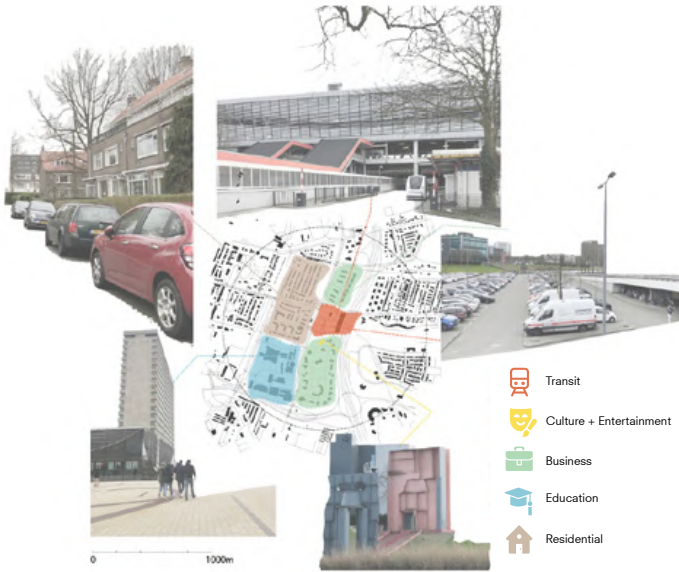 Transit
Culture + Entertainment
Business
Education
Residential
0
1000m